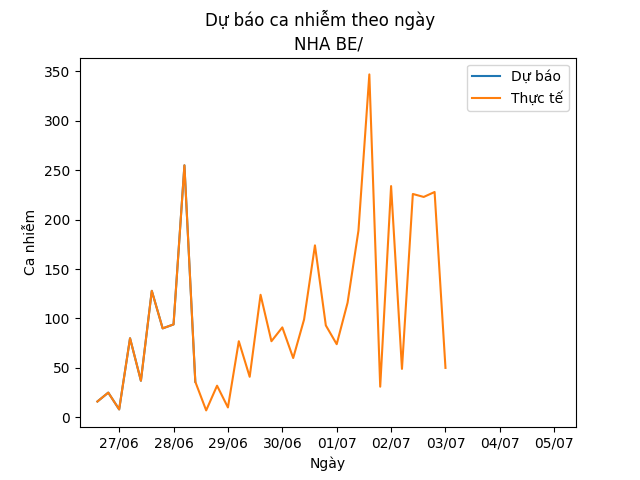 Dự báo ca nhiễm theo ngày
NHA BE/
Dự báo
Thực tế
Ca nhiễm
350
300
250
200
150
100
50
0
27/06 28/06 29/06 30/06 01/07 02/07 03/07 04/07 05/07
Ngày